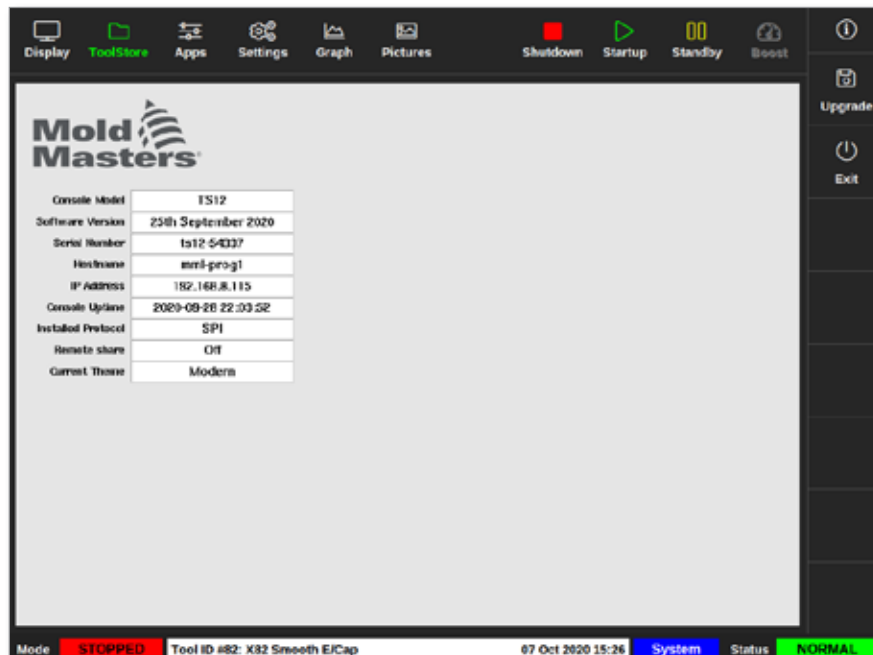 Display ToolStore Apps Settings Graph Pictures Shutdown Startup Standby Boost
Upgrade
Exit
Mold
Masters
Console Model TS12
Software Version 25th September 2020
Serial Number ts12-54337
Hostname mml-prog1
IP Address 192.168.8.115
Console Uptime 2020-09-28 22:03:52
Installed Protocol SPI
Remote share Off
Current Theme Modern
Mode STOPPED Tool ID #82: X82 Smooth E/Cap 07 Oct 2020 15:26 System Status NORMAL